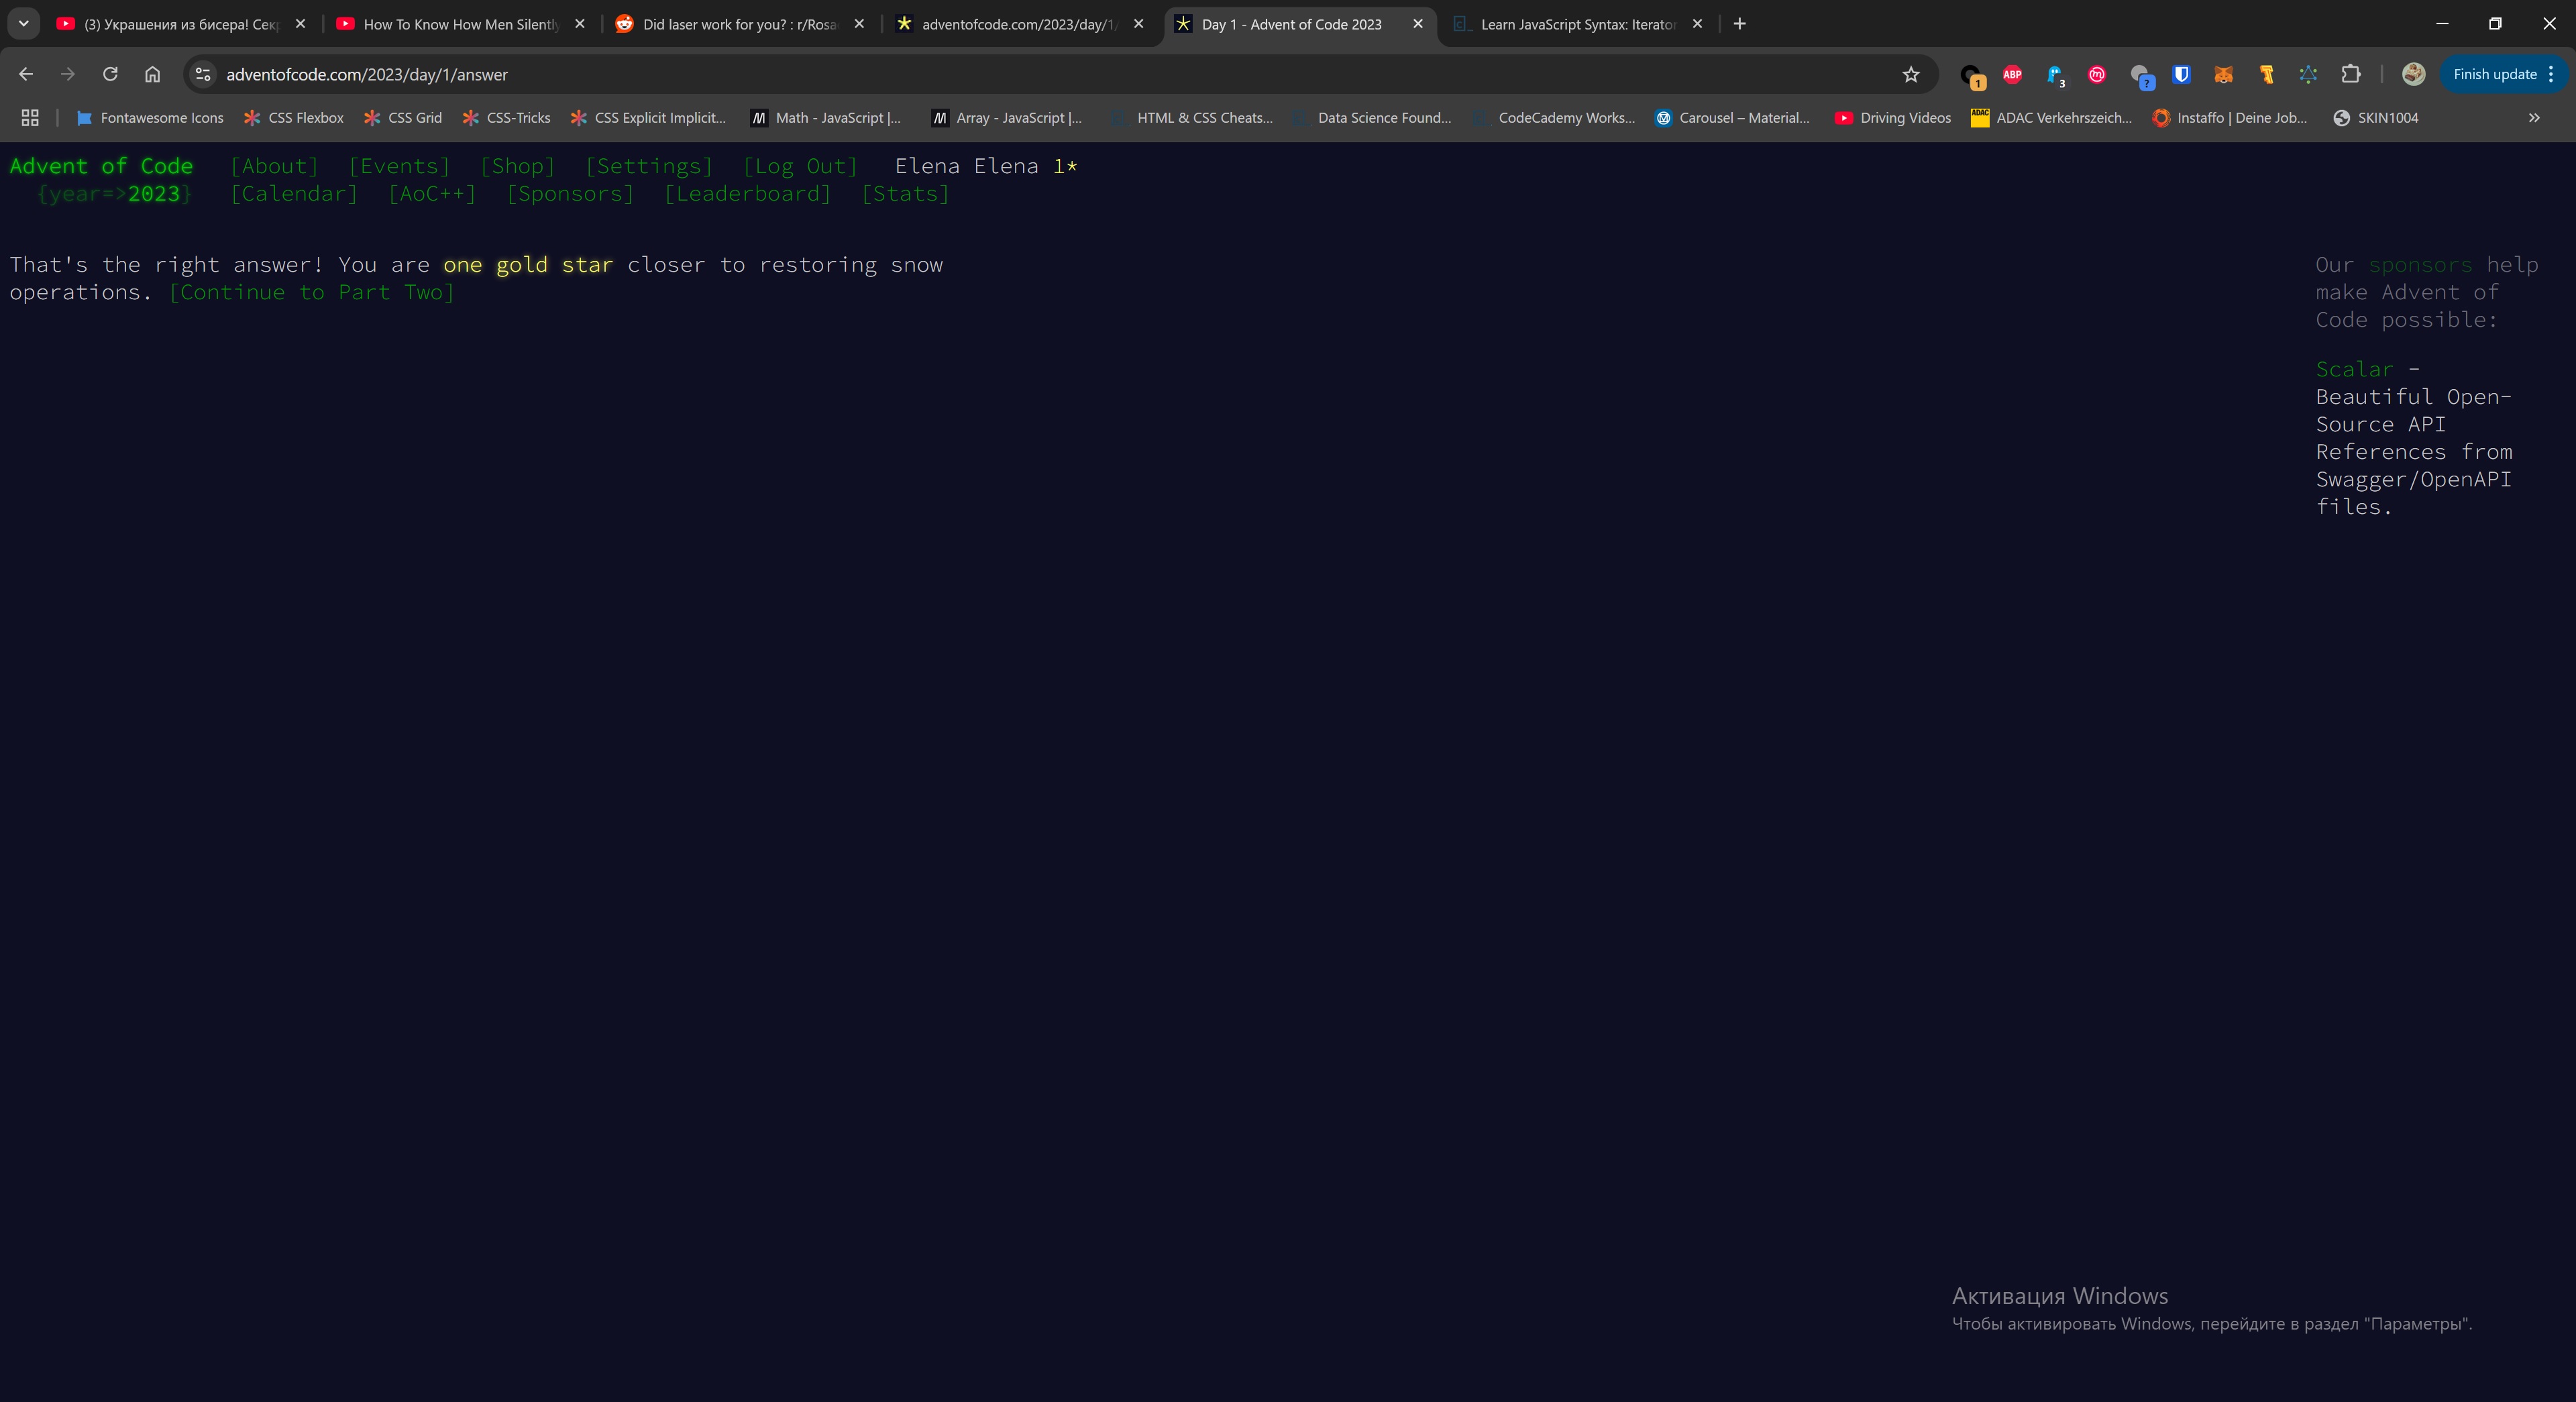 (3) Украшения из бисера! Сек
How To Know How Men Silently
Did laser work for you? : r/Rosa
adventofcode.com/2023/day/1/
Day 1 - Advent of Code 2023
Learn JavaScript Syntax: Iterator
adventofcode.com/2023/day/1/answer
1
ABP
3
?
Finish update
Fontawesome Icons
CSS Flexbox
CSS Grid
CSS-Tricks
CSS Explicit Implicit...
Math - JavaScript |...
Array - JavaScript |...
HTML & CSS Cheats...
Data Science Found...
CodeCademy Works...
Carousel – Material...
Driving Videos
ADAC
ADAC Verkehrszeich...
Instaffo | Deine Job...
SKIN1004
Advent of Code [About] [Events] [Shop] [Settings] [Log Out] Elena Elena 1*
{year=>2023} [Calendar] [AoC++] [Sponsors] [Leaderboard] [Stats]
That's the right answer! You are one gold star closer to restoring snow
operations. [Continue to Part Two]
Our sponsors help
make Advent of
Code possible:
Scalar -
Beautiful Open-
Source API
References from
Swagger/OpenAPI
files.
Активация Windows
Чтобы активировать Windows, перейдите в раздел "Параметры".